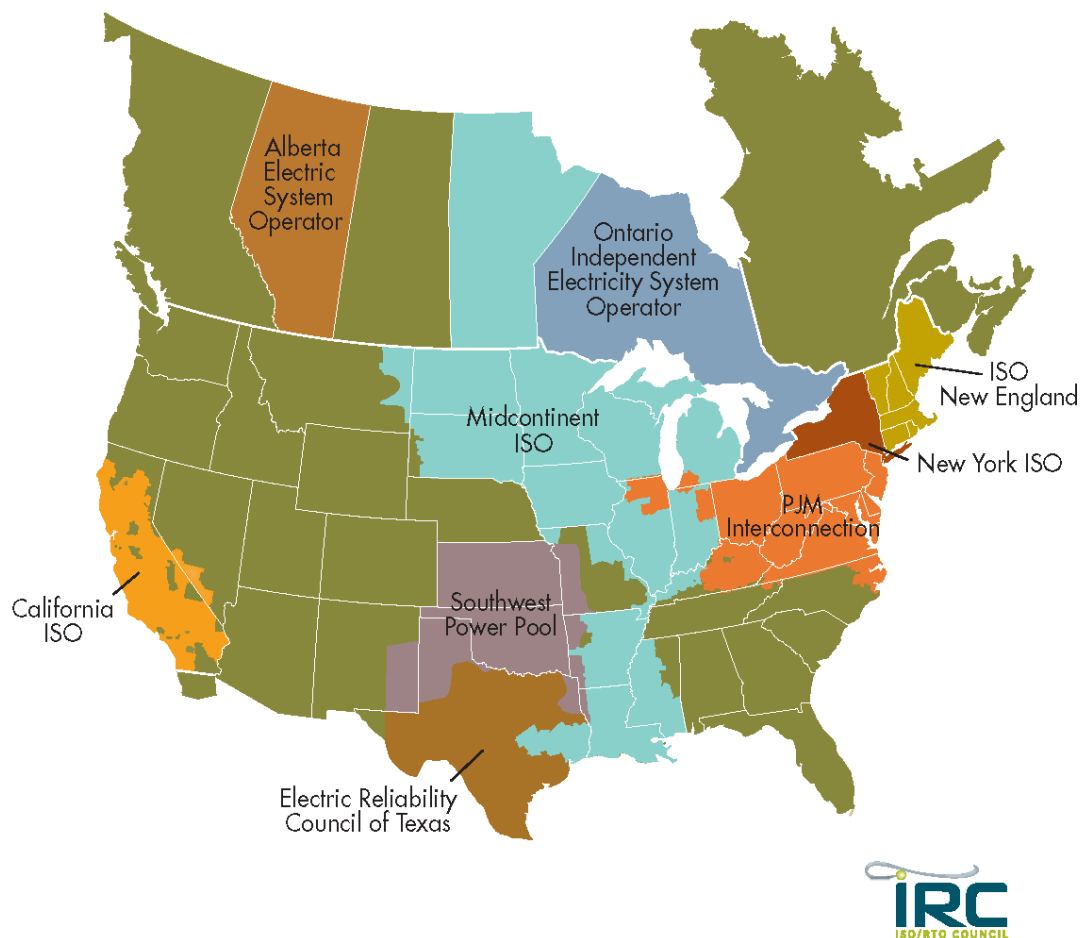 Alberta
Electric
System
Operator
Ontario
Independent
Electricity System
Operator
ISO
New England
Midcontinent
ISO
New York ISO
PJM
Interconnection
California
ISO
Southwest
Power Pool
Electric Reliability
Council of Texas
IRC
ISO/RTO COUNCIL